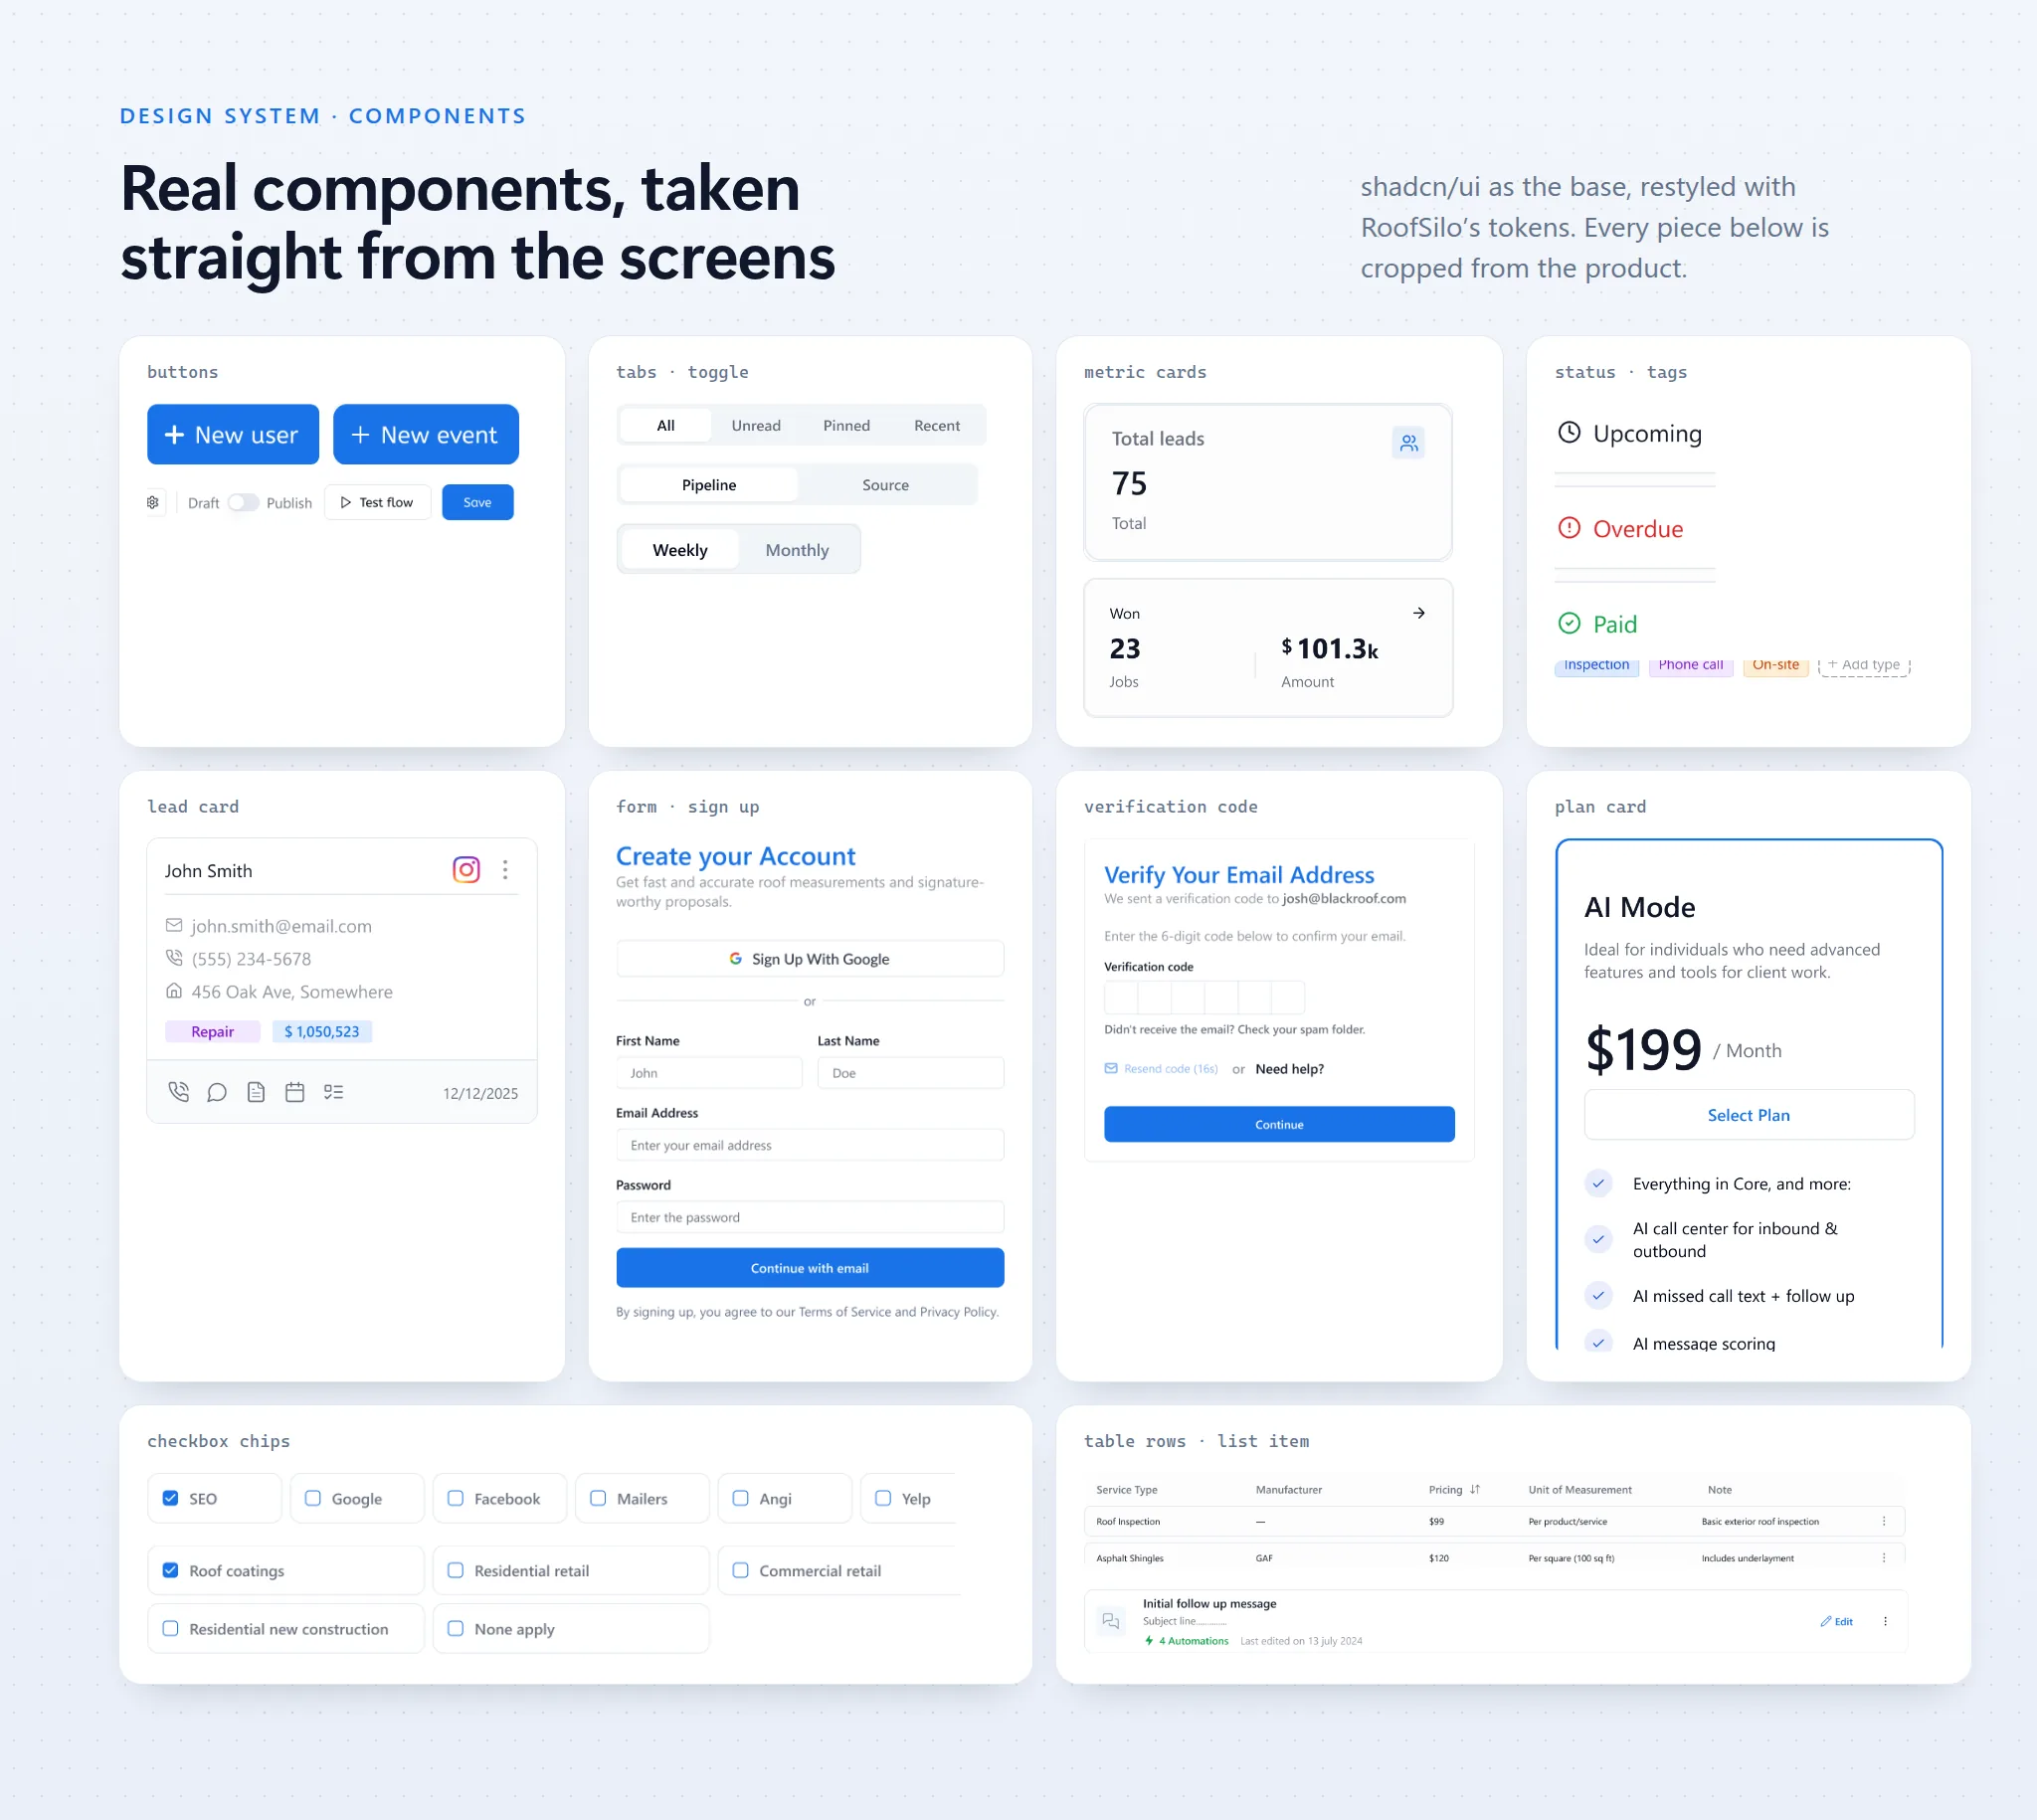 DESIGN SYSTEM · COMPONENTS
Real components, taken
straight from the screens
shadcn/ui as the base, restyled with
RoofSilo’s tokens. Every piece below is
cropped from the product.
buttons
+ New user
+ New event
Draft Publish
Test flow
Save
tabs · toggle
All Unread Pinned Recent
Pipeline Source
Weekly Monthly
metric cards
Total leads
75
Total
Won
23 $ 101.3k
Jobs Amount
status · tags
Upcoming
Overdue
Paid
Inspection Phone call On-site + Add type
lead card
John Smith
john.smith@email.com
(555) 234-5678
456 Oak Ave, Somewhere
Repair $ 1,050,523
12/12/2025
form · sign up
Create your Account
Get fast and accurate roof measurements and signature-
worthy proposals.
Sign Up With Google
or
First Name Last Name
John Doe
Email Address
Enter your email address
Password
Enter the password
Continue with email
By signing up, you agree to our Terms of Service and Privacy Policy.
verification code
Verify Your Email Address
We sent a verification code to josh@blackroof.com
Enter the 6-digit code below to confirm your email.
Verification code
Didn't receive the email? Check your spam folder.
Resend code (16s) or Need help?
Continue
plan card
AI Mode
Ideal for individuals who need advanced
features and tools for client work.
$199 / Month
Select Plan
Everything in Core, and more:
AI call center for inbound &
outbound
AI missed call text + follow up
AI message scoring
checkbox chips
SEO Google Facebook Mailers Angi Yelp
Roof coatings Residential retail Commercial retail
Residential new construction None apply
table rows · list item
Service Type Manufacturer Pricing Unit of Measurement Note
Roof Inspection — $99 Per product/service Basic exterior roof inspection
Asphalt Shingles GAF $120 Per square (100 sq ft) Includes underlayment
Initial follow up message
Subject line
Edit
4 Automations Last edited on 13 july 2024